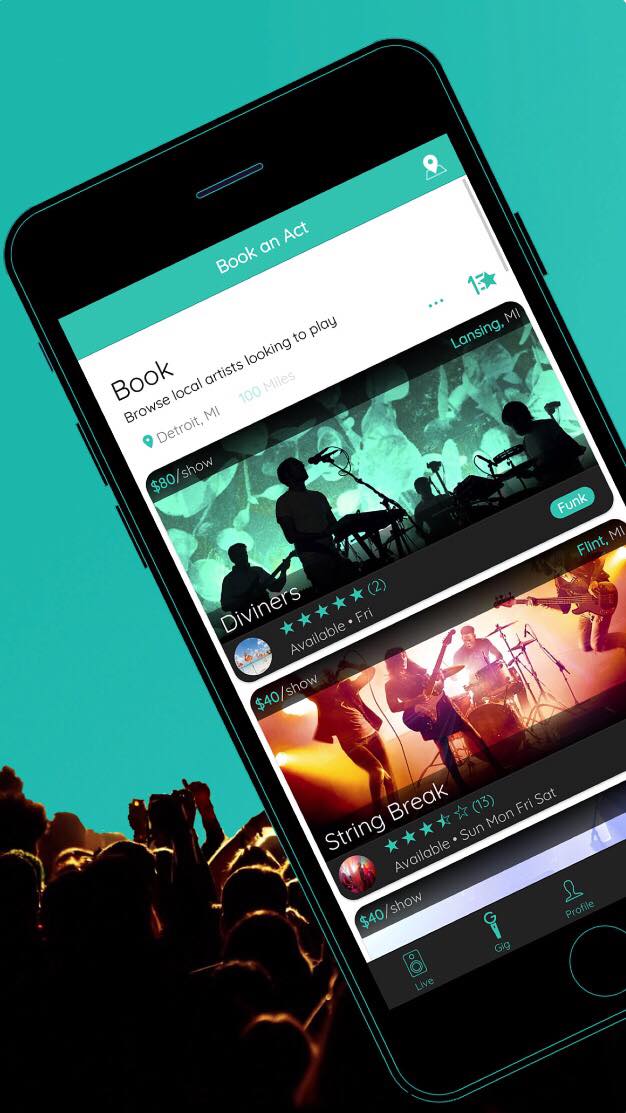 Book an Act
Book
Browse local artists looking to play
Detroit, MI 100 Miles
$80/show
Lansing, MI
Funk
Diviners
★★★★★ (2)
Available • Fri
$40/show
Flint, MI
String Break
(13)
Available • Sun Mon Fri Sat
$40/show
Live
Gig
Profile